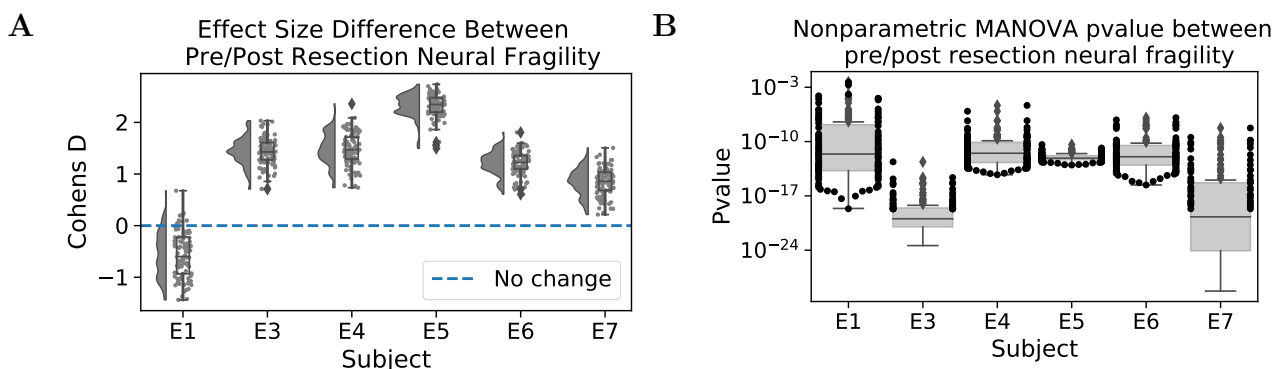 A
Effect Size Difference Between
Pre/Post Resection Neural Fragility
Cohens D
2
1
0
−1
No change
E1 E3 E4 E5 E6 E7
Subject
B
Nonparametric MANOVA pvalue between
pre/post resection neural fragility
Pvalue
10⁻³
10⁻¹⁰
10⁻¹⁷
10⁻²⁴
E1 E3 E4 E5 E6 E7
Subject